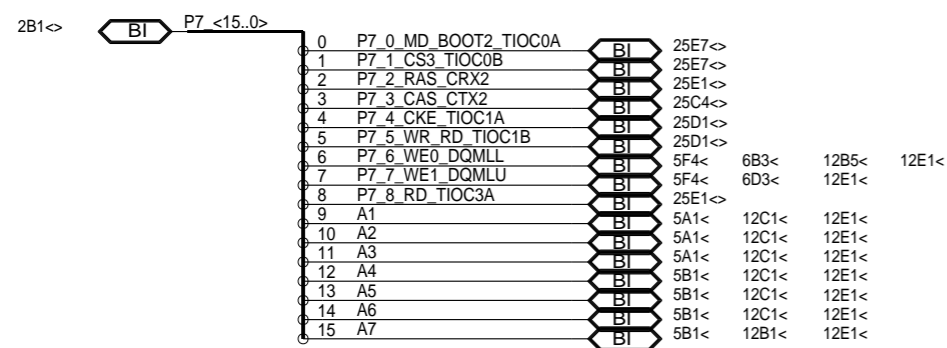 2B1<> BI P7_<15..0>
0 P7_0_MD_BOOT2_TIOC0A BI 25E7<>
1 P7_1_CS3_TIOC0B BI 25E7<>
2 P7_2_RAS_CRX2 BI 25E1<>
3 P7_3_CAS_CTX2 BI 25C4<>
4 P7_4_CKE_TIOC1A BI 25D1<>
5 P7_5_WR_RD_TIOC1B BI 25D1<>
6 P7_6_WE0_DQMLL BI 5F4< 6B3< 12B5< 12E1<
7 P7_7_WE1_DQMLU BI 5F4< 6D3< 12E1<
8 P7_8_RD_TIOC3A BI 25E1<>
9 A1 BI 5A1< 12C1< 12E1<
10 A2 BI 5A1< 12C1< 12E1<
11 A3 BI 5A1< 12C1< 12E1<
12 A4 BI 5B1< 12C1< 12E1<
13 A5 BI 5B1< 12C1< 12E1<
14 A6 BI 5B1< 12C1< 12E1<
15 A7 BI 5B1< 12B1< 12E1<